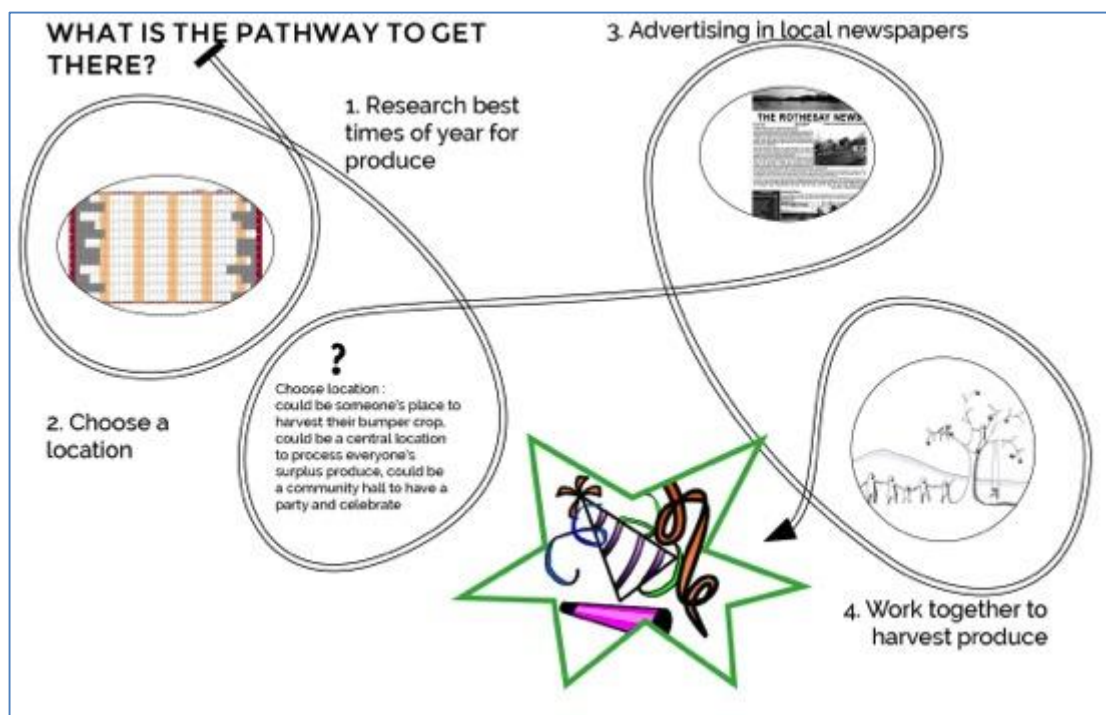 WHAT IS THE PATHWAY TO GET
THERE?
1. Research best
times of year for
produce
2. Choose a
location
?
Choose location :
could be someone's place to
harvest their bumper crop,
could be a central location
to process everyone's
surplus produce, could be
a community hall to have a
party and celebrate
3. Advertising in local newspapers
THE ROTHESAY NEWS
4. Work together to
harvest produce